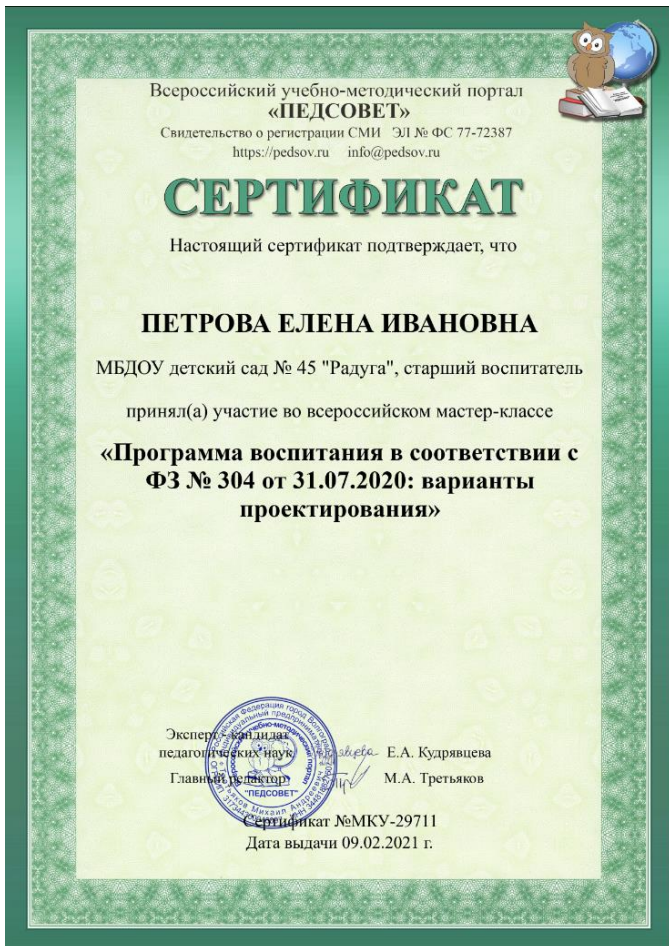 Всероссийский учебно-методический портал
«ПЕДСОВЕТ»
Свидетельство о регистрации СМИ ЭЛ № ФС 77-72387
https://pedsov.ru info@pedsov.ru
СЕРТИФИКАТ
Настоящий сертификат подтверждает, что
ПЕТРОВА ЕЛЕНА ИВАНОВНА
МБДОУ детский сад № 45 "Радуга", старший воспитатель
принял(а) участие во всероссийском мастер-классе
«Программа воспитания в соответствии с
ФЗ № 304 от 31.07.2020: варианты
проектирования»
Эксперт - кандидат
педагогических наук Е.А. Кудрявцева
Главный редактор М.А. Третьяков
"ПЕДСОВЕТ"
Сертификат №МКУ-29711
Дата выдачи 09.02.2021 г.